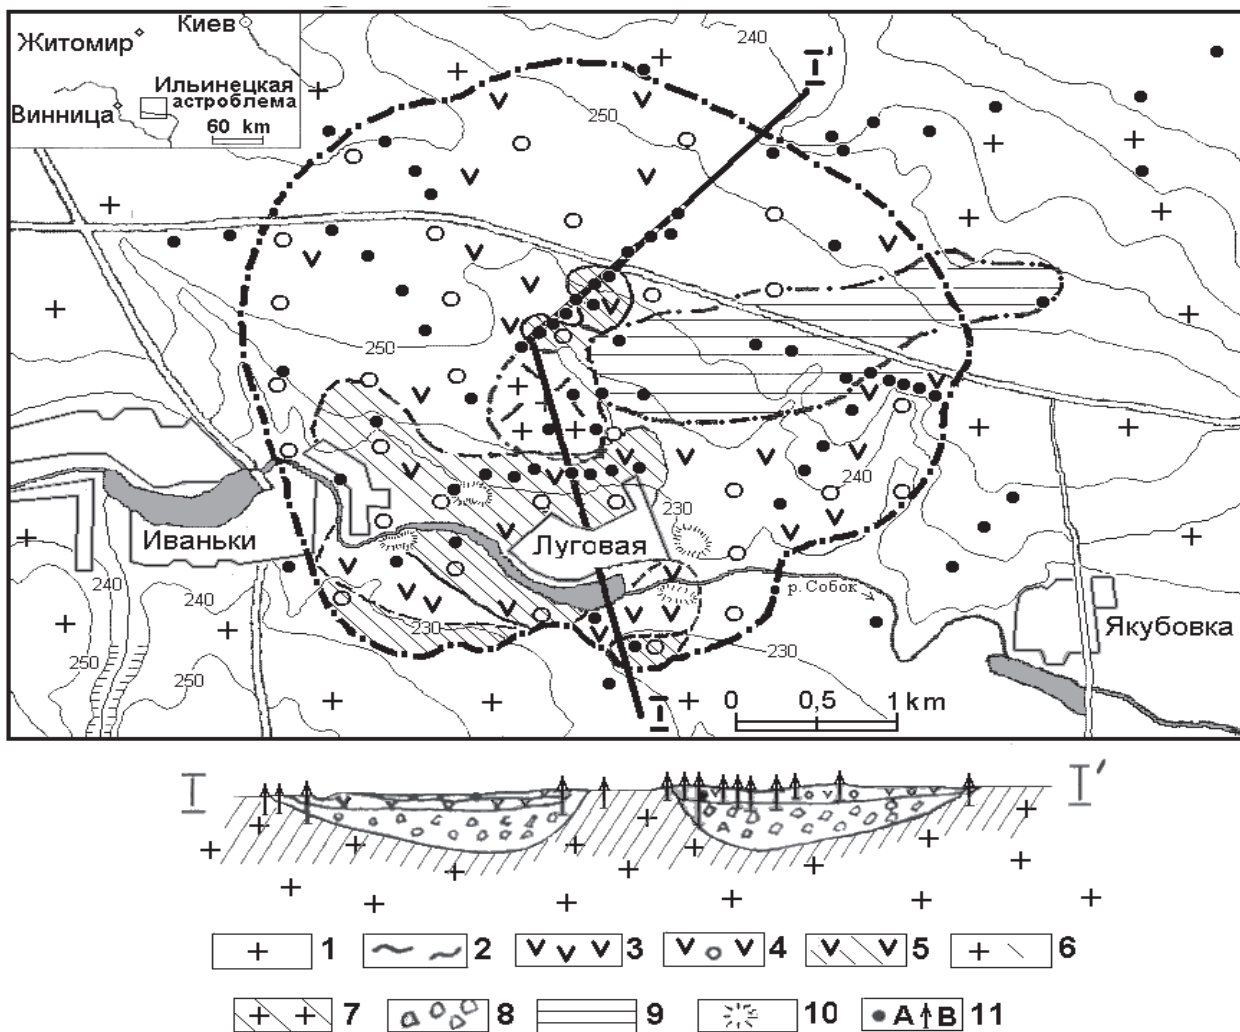 Киев
Житомир
Ильинецкая
астроблема
Винница
60 km
240
I'
250
250
250
240
230
Иваньки
Луговая
р. Собок
Якубовка
240
240
230
230
250
250
I
0 0,5 1 km
I I'
1 2 3 4 5 6
7 8 9 10 А В 11